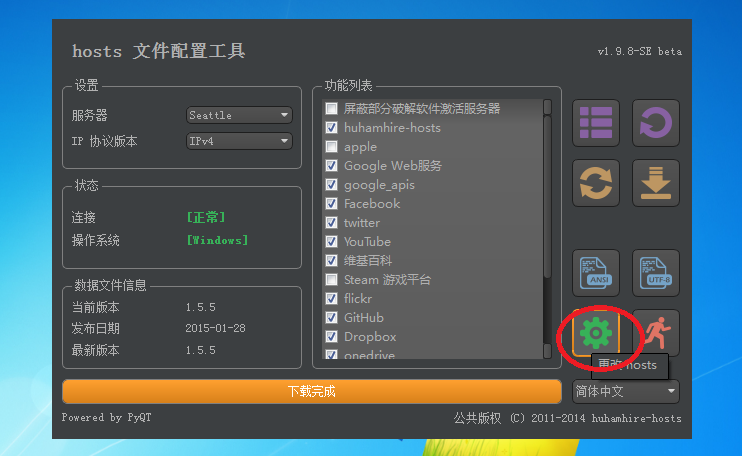 hosts 文件配置工具
v1.9.8-SE beta
设置
服务器 Seattle
IP 协议版本 IPv4
状态
连接 [正常]
操作系统 [Windows]
数据文件信息
当前版本 1.5.5
发布日期 2015-01-28
最新版本 1.5.5
功能列表
屏蔽部分破解软件激活服务器
huhamhire-hosts
apple
Google Web服务
google_apis
Facebook
twitter
YouTube
维基百科
Steam 游戏平台
flickr
GitHub
Dropbox
onedrive
ANSI
UTF-8
更改 hosts
下载完成
简体中文
Powered by PyQT
公共版权 (C) 2011-2014 huhamhire-hosts